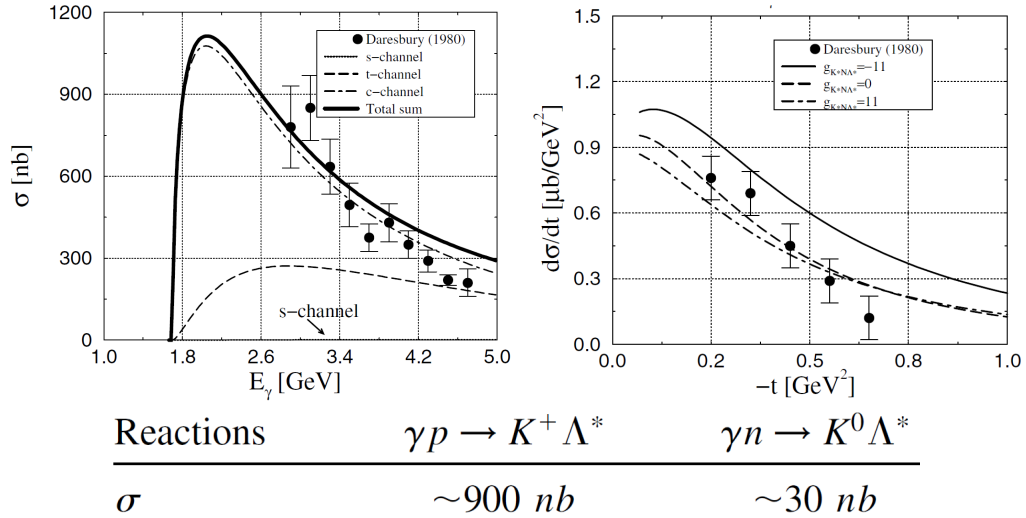 1200
900
600
300
0
σ [nb]
Daresbury (1980)
s−channel
t−channel
c−channel
Total sum
s−channel
1.0 1.8 2.6 3.4 4.2 5.0
E_γ [GeV]
1.5
1.2
0.9
0.6
0.3
0.0
dσ/dt [μb/GeV²]
Daresbury (1980)
g_K*NΛ*=−11
g_K*NΛ*=0
g_K*NΛ*=11
0.0 0.2 0.5 0.8 1.0
−t [GeV²]
Reactions γp → K⁺Λ* γn → K⁰Λ*
σ ~900 nb ~30 nb